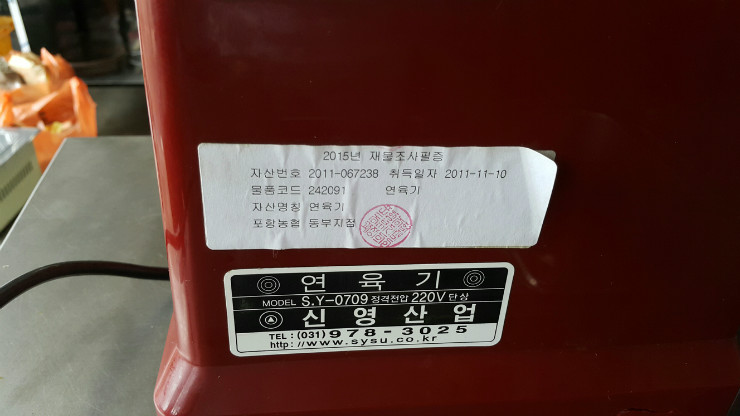 2015년 재물조사필증
자산번호 2011-067238 취득일자 2011-11-10
물품코드 242091 연육기
자산명칭 연육기
포항농협 동부지점
연육기
MODEL S.Y-0709 정격전압 220V 단상
신영산업
TEL : (031) 978-3025
http://www.sysu.co.kr